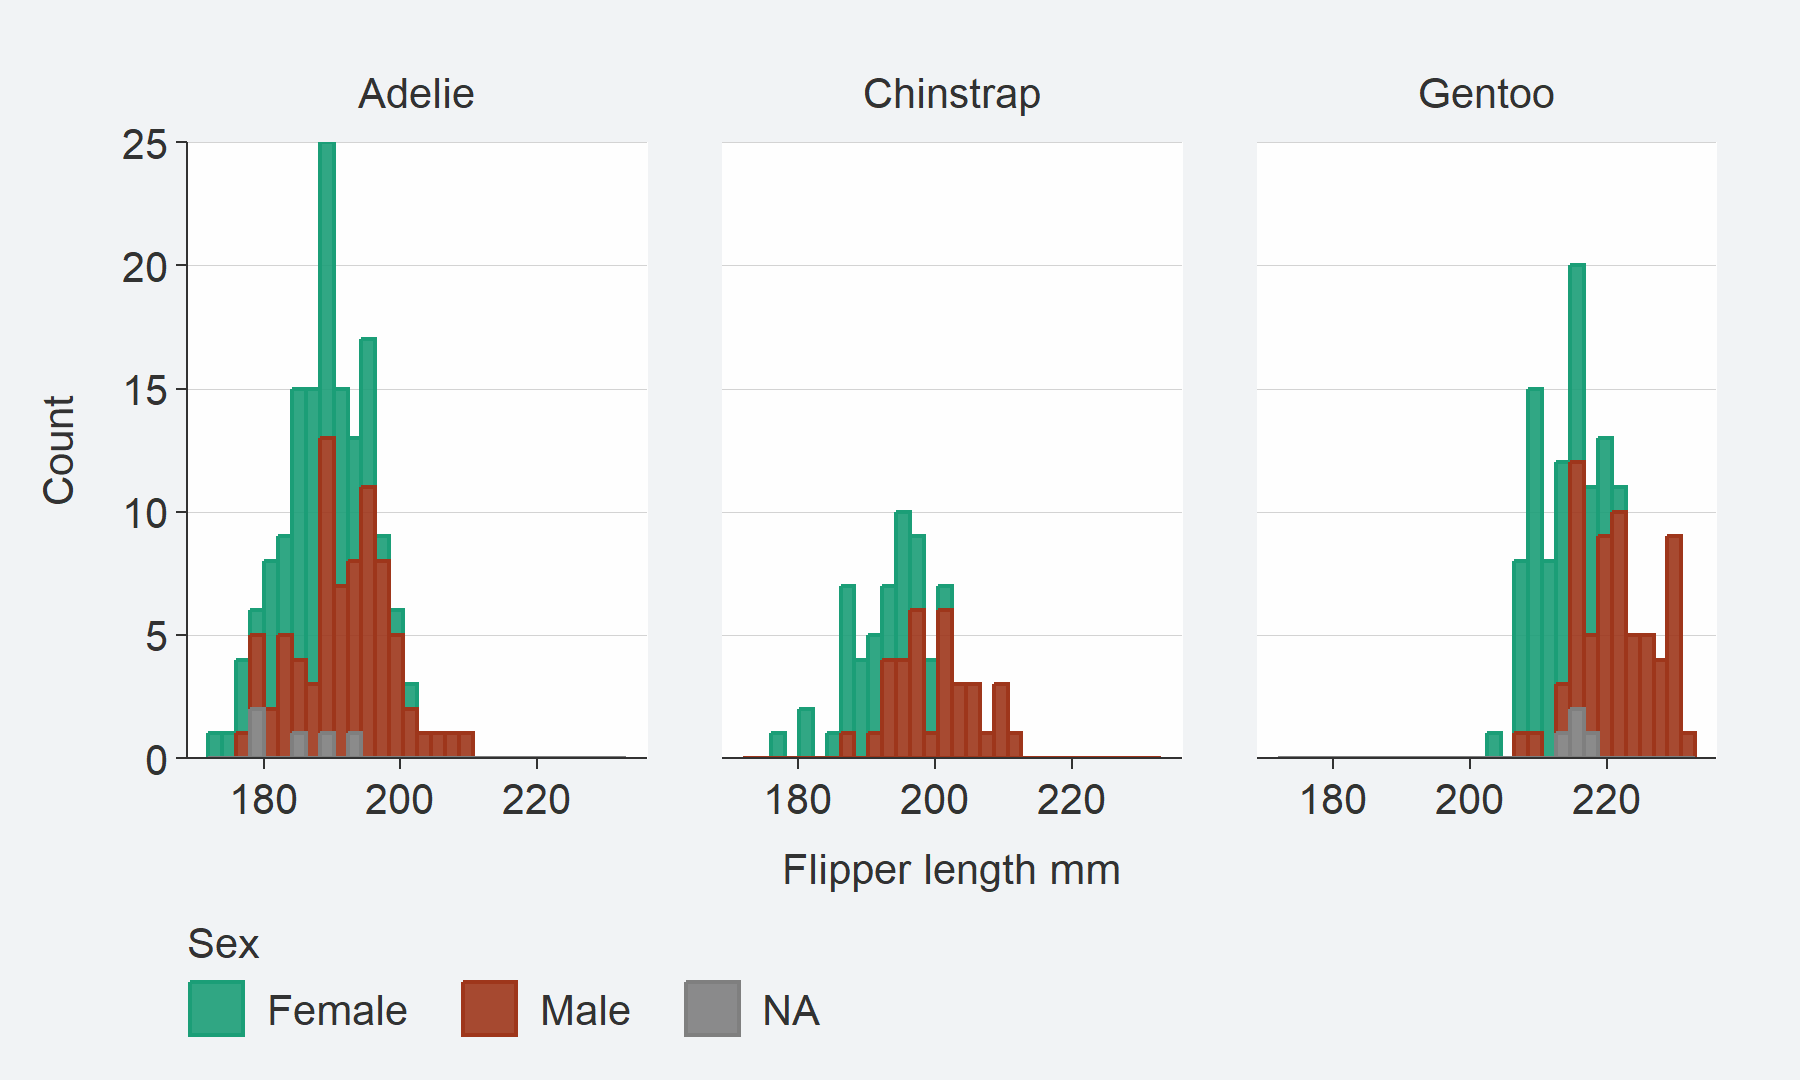 Adelie Chinstrap Gentoo
25
20
15
10
5
0
Count
180 200 220 180 200 220 180 200 220
Flipper length mm
Sex
Female Male NA